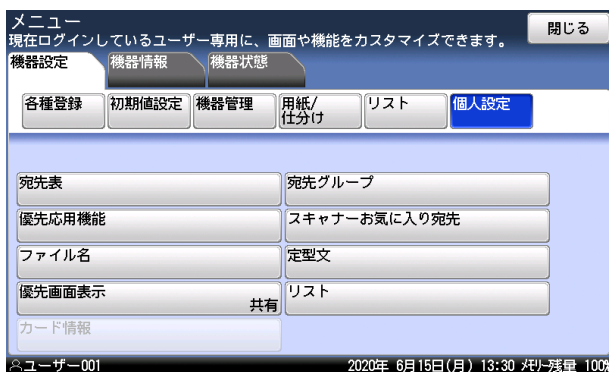 メニュー
閉じる
現在ログインしているユーザー専用に、画面や機能をカスタマイズできます。
機器設定 機器情報 機器状態
各種登録 初期値設定 機器管理 用紙/ リスト 個人設定
仕分け
宛先表 宛先グループ
優先応用機能 スキャナーお気に入り宛先
ファイル名 定型文
優先画面表示 リスト
共有
カード情報
ユーザー001 2020年 6月15日(月) 13:30 メモリー残量 100%